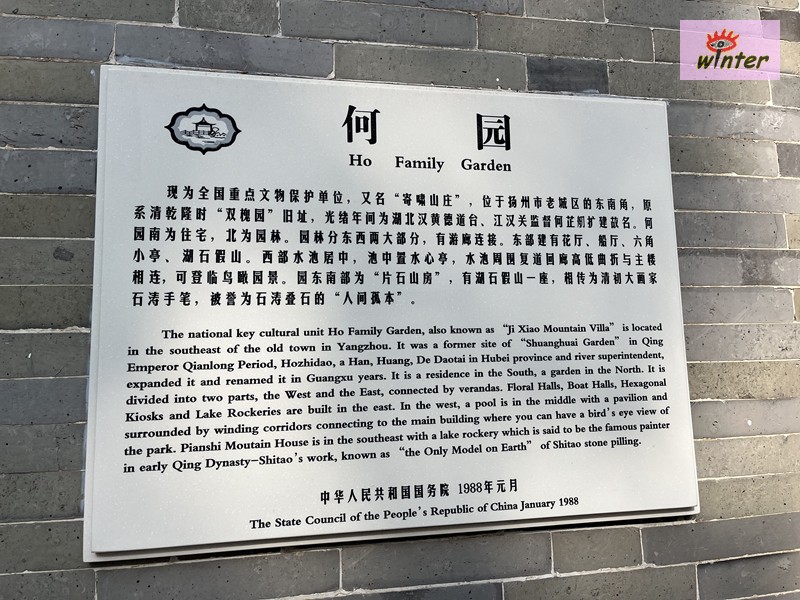 winter
何园
Ho Family Garden
现为全国重点文物保护单位，又名“寄啸山庄”，位于扬州市老城区的东南角，原
系清乾隆时“双槐园”旧址，光绪年间为湖北汉黄德道台、江汉关监督何芷舠扩建故名。何
园南为住宅，北为园林。园林分东西两大部分，有游廊连接。东部建有花厅、船厅、六角
小亭、湖石假山。西部水池居中，池中置水心亭，水池周围复道回廊高低曲折与主楼
相连，可登临鸟瞰园景。园东南部为“片石山房”，有湖石假山一座，相传为清初大画家
石涛手笔，被誉为石涛叠石的“人间孤本”。
The national key cultural unit Ho Family Garden, also known as “Ji Xiao Mountain Villa” is located
in the southeast of the old town in Yangzhou. It was a former site of “Shuanghuai Garden” in Qing
Emperor Qianlong Period, Hozhidao, a Han, Huang, De Daotai in Hubei province and river superintendent,
expanded it and renamed it in Guangxu years. It is a residence in the South, a garden in the North. It is
divided into two parts, the West and the East, connected by verandas. Floral Halls, Boat Halls, Hexagonal
Kiosks and Lake Rockeries are built in the east. In the west, a pool is in the middle with a pavilion and
surrounded by winding corridors connecting to the main building where you can have a bird’s eye view of
the park. Pianshi Moutain House is in the southeast with a lake rockery which is said to be the famous painter
in early Qing Dynasty—Shitao’s work, known as “the Only Model on Earth” of Shitao stone pilling.
中华人民共和国国务院 1988年元月
The State Council of the People’s Republic of China January 1988